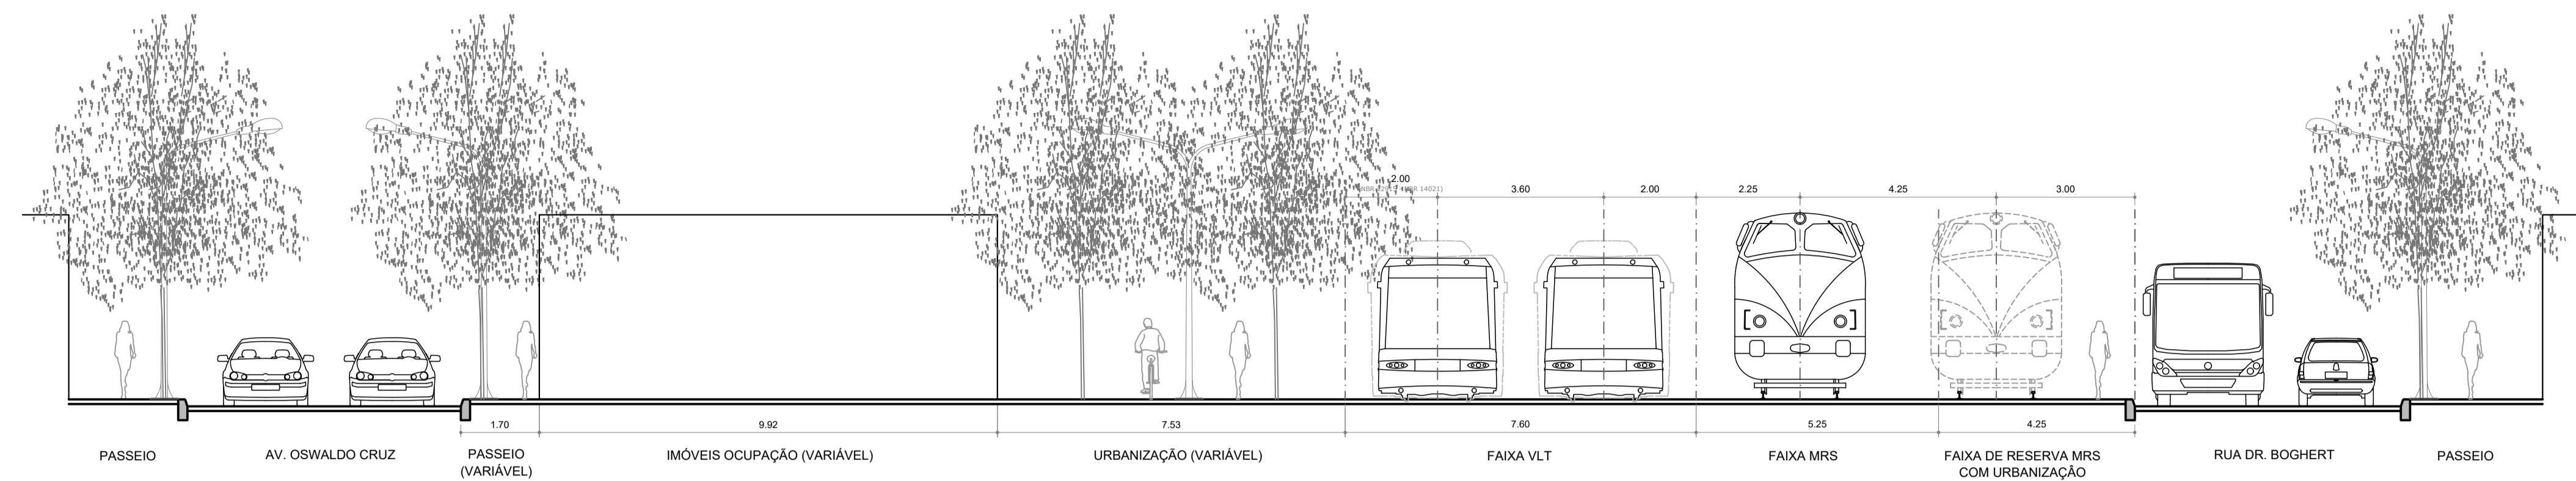 2.00
3.60
2.00
2.25
4.25
3.00
14021)
1.70
9.92
7.53
7.60
5.25
4.25
PASSEIO
AV. OSWALDO CRUZ
PASSEIO
(VARIÁVEL)
IMÓVEIS OCUPAÇÃO (VARIÁVEL)
URBANIZAÇÃO (VARIÁVEL)
FAIXA VLT
FAIXA MRS
FAIXA DE RESERVA MRS
COM URBANIZAÇÂO
RUA DR. BOGHERT
PASSEIO